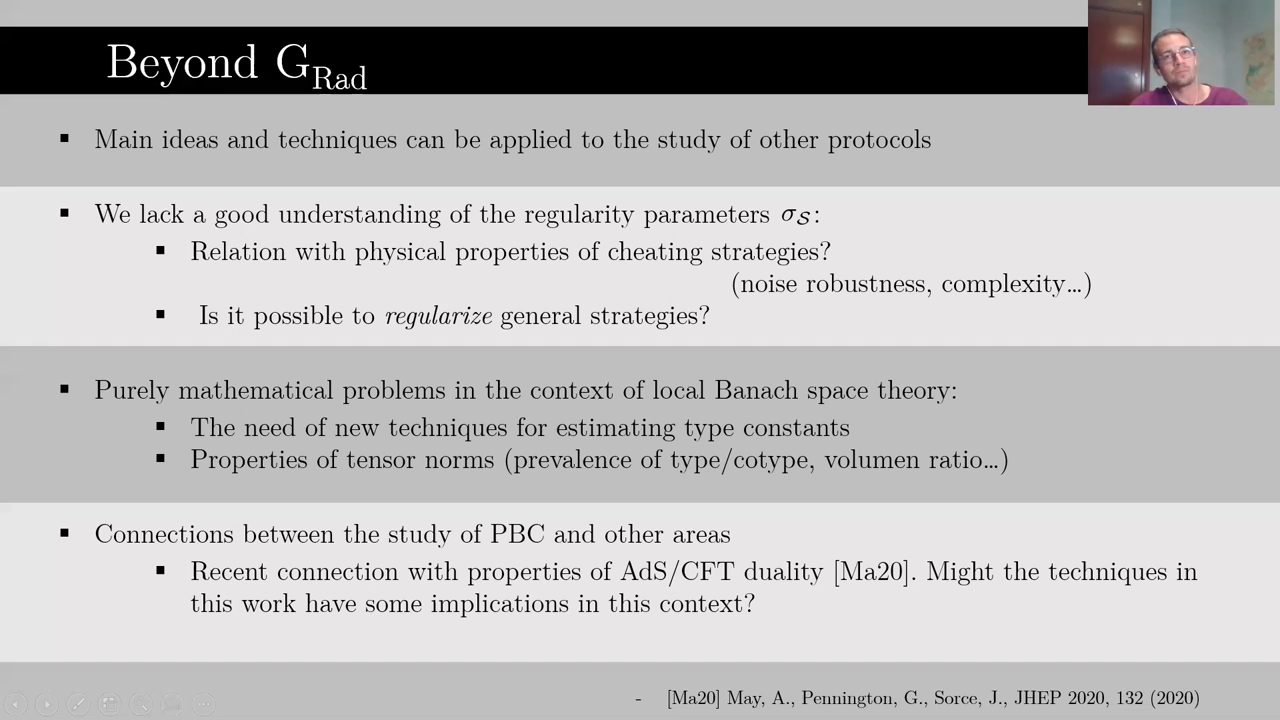 Beyond G_Rad
▪ Main ideas and techniques can be applied to the study of other protocols
▪ We lack a good understanding of the regularity parameters σ_𝒮:
▪ Relation with physical properties of cheating strategies?
(noise robustness, complexity…)
▪ Is it possible to regularize general strategies?
▪ Purely mathematical problems in the context of local Banach space theory:
▪ The need of new techniques for estimating type constants
▪ Properties of tensor norms (prevalence of type/cotype, volumen ratio…)
▪ Connections between the study of PBC and other areas
▪ Recent connection with properties of AdS/CFT duality [Ma20]. Might the techniques in
this work have some implications in this context?
- [Ma20] May, A., Pennington, G., Sorce, J., JHEP 2020, 132 (2020)